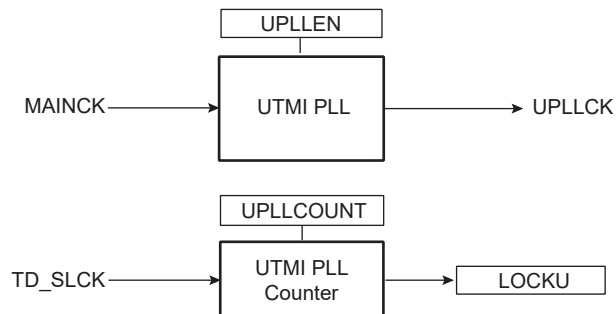 UPLLEN
MAINCK
UTMI PLL
UPLLCK
UPLLCOUNT
TD_SLCK
UTMI PLL
Counter
LOCKU